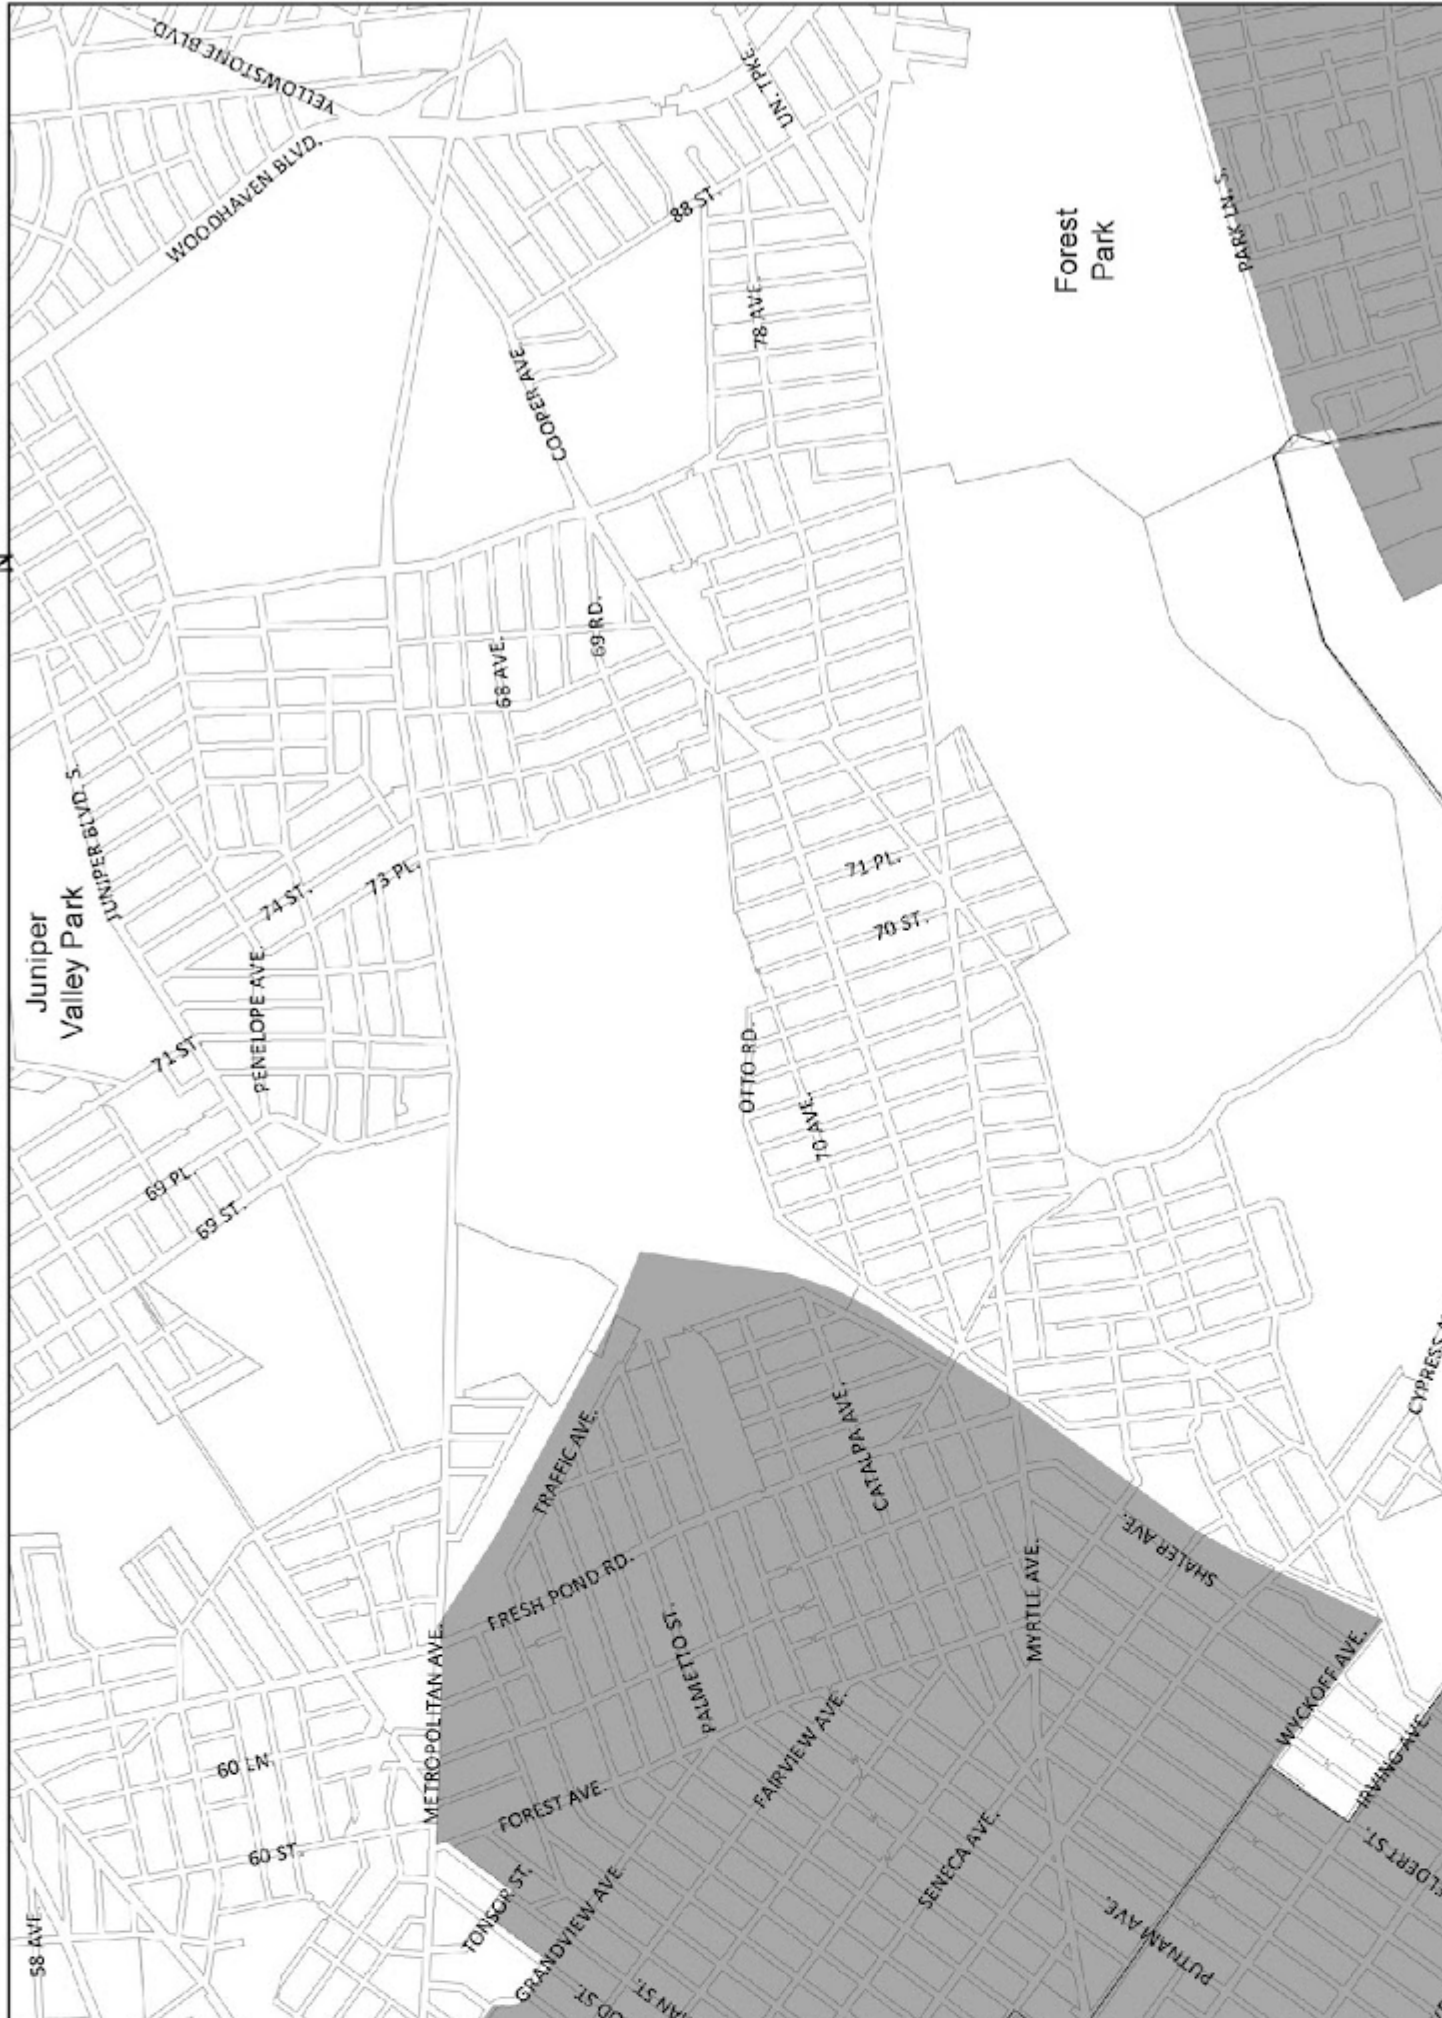 YELLOWSTONE BLVD.
UN. TPKE.
WOODHAVEN BLVD.
88 ST.
PARK LN. S.
Forest
Park
78 AVE.
COOPER AVE.
N
69 RD.
68 AVE.
JUNIPER BLVD. S.
Juniper
Valley Park
74 ST.
73 PL.
71 PL.
70 ST.
PENELOPE AVE.
71 ST.
OTTO RD.
70 AVE.
69 PL.
69 ST.
CYPRESS
TRAFFIC AVE.
CATALPA AVE.
SHALER AVE.
FRESH POND RD.
MYRTLE AVE.
PALMETTO ST.
METROPOLITAN AVE.
WYCKOFF AVE.
FAIRVIEW AVE.
60 LN.
IRVING AVE.
FOREST AVE.
60 ST.
SENECA AVE.
TONSOR ST.
58 AVE.
GRANDVIEW AVE.
PUTNAM AVE.